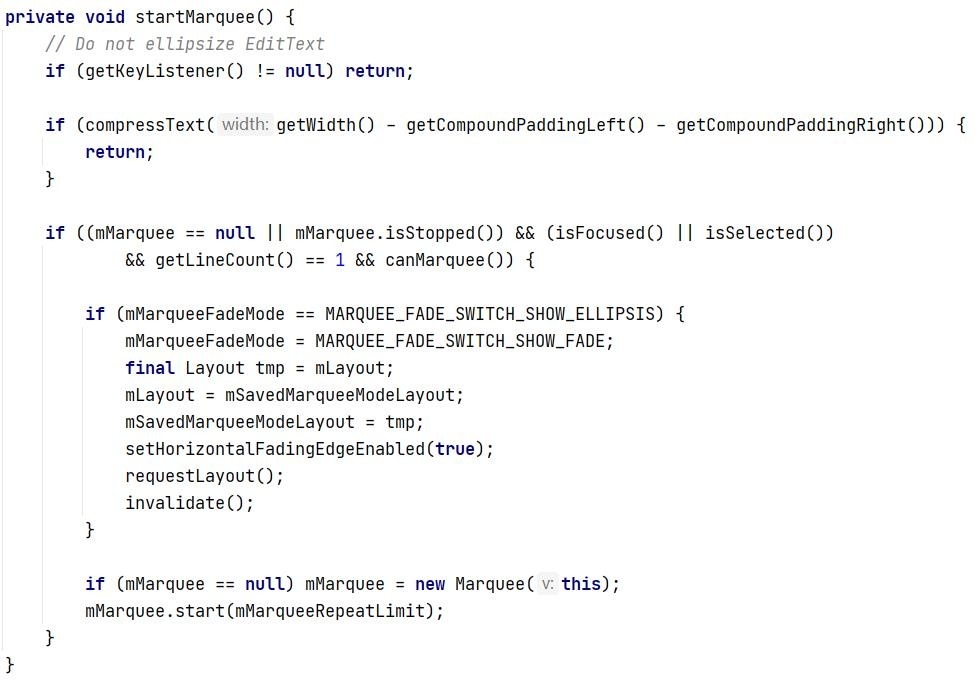 private void startMarquee() {
// Do not ellipsize EditText
if (getKeyListener() != null) return;
if (compressText( width: getWidth() - getCompoundPaddingLeft() - getCompoundPaddingRight())) {
return;
}
if ((mMarquee == null || mMarquee.isStopped()) && (isFocused() || isSelected())
&& getLineCount() == 1 && canMarquee()) {
if (mMarqueeFadeMode == MARQUEE_FADE_SWITCH_SHOW_ELLIPSIS) {
mMarqueeFadeMode = MARQUEE_FADE_SWITCH_SHOW_FADE;
final Layout tmp = mLayout;
mLayout = mSavedMarqueeModeLayout;
mSavedMarqueeModeLayout = tmp;
setHorizontalFadingEdgeEnabled(true);
requestLayout();
invalidate();
}
if (mMarquee == null) mMarquee = new Marquee( v: this);
mMarquee.start(mMarqueeRepeatLimit);
}
}